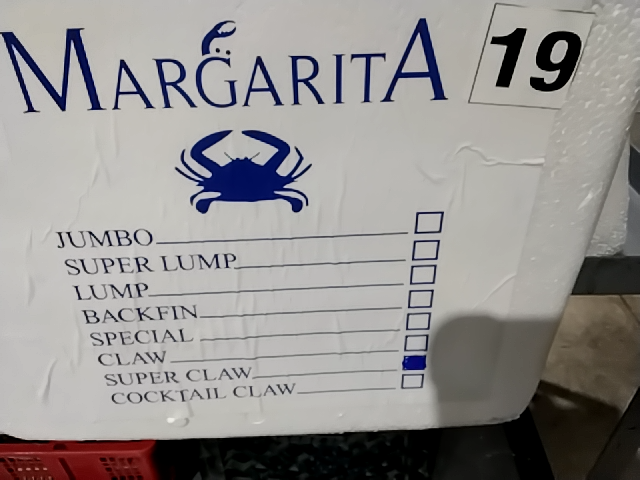 MARGARITA
19
JUMBO
SUPER LUMP
LUMP
BACKFIN
SPECIAL
CLAW
SUPER CLAW
COCKTAIL CLAW